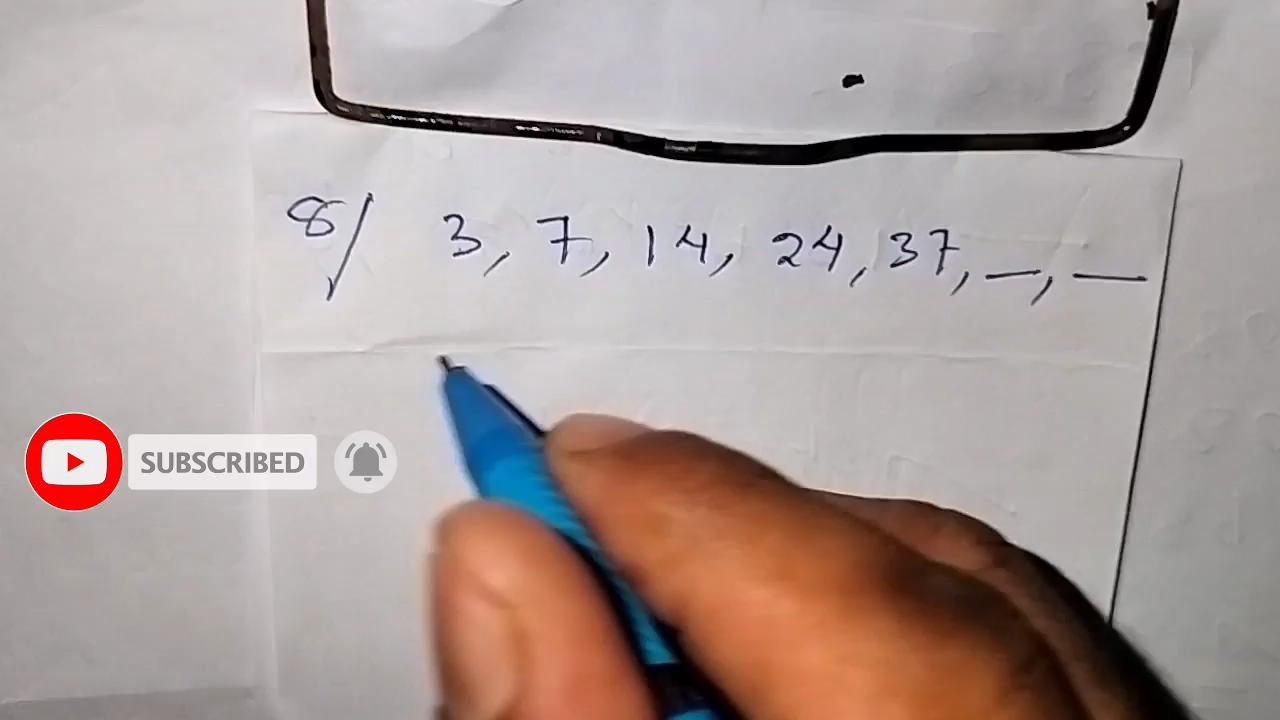 8/ 3, 7, 14, 24, 37, _, _
SUBSCRIBED